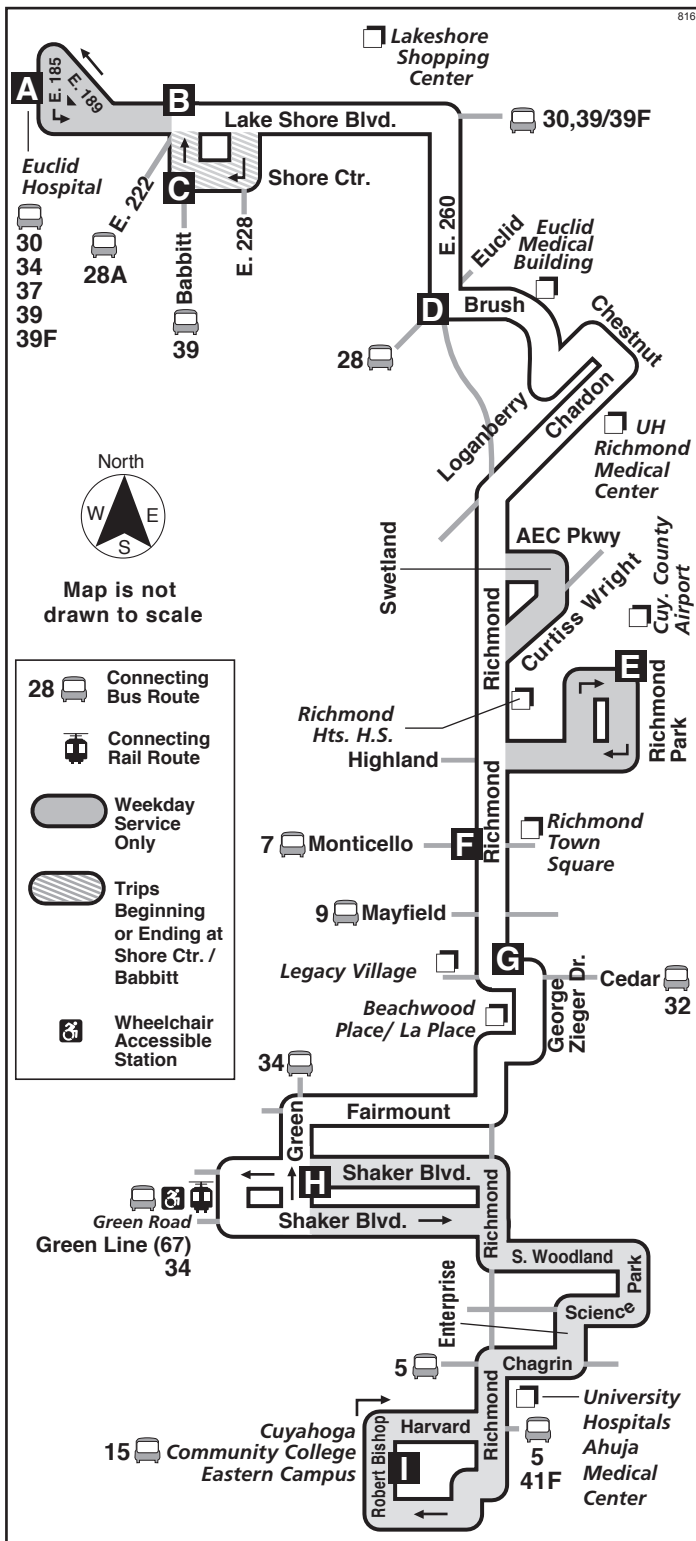 816
Lakeshore
Shopping
Center
A
E. 185
E. 189
B
Lake Shore Blvd.
30,39/39F
Euclid
Hospital
30
34
37
39
39F
E. 222
28A
C
Shore Ctr.
Babbitt
39
E. 228
E. 260
Euclid
Euclid
Medical
Building
D
Brush
28
Chestnut
Loganberry
Chardon
UH
Richmond
Medical
Center
North
W
E
S
Map is not
drawn to scale
AEC Pkwy
Swetland
Curtiss Wright
Cuy. County
Airport
Richmond
E
Richmond
Park
Richmond
Hts. H.S.
Highland
28
Connecting
Bus Route
Connecting
Rail Route
Weekday
Service
Only
Trips
Beginning
or Ending at
Shore Ctr. /
Babbitt
Wheelchair
Accessible
Station
7
Monticello
F
Richmond
Richmond
Town
Square
9
Mayfield
G
Legacy Village
Cedar
32
Beachwood
Place/ La Place
George
Zieger Dr.
34
Green
Fairmount
H
Shaker Blvd.
Shaker Blvd.
Richmond
Green Road
Green Line (67)
34
S. Woodland
Park
Science
Enterprise
5
Chagrin
Richmond
University
Hospitals
Ahuja
Medical
Center
5
41F
Harvard
Robert Bishop
I
15
Cuyahoga
Community College
Eastern Campus